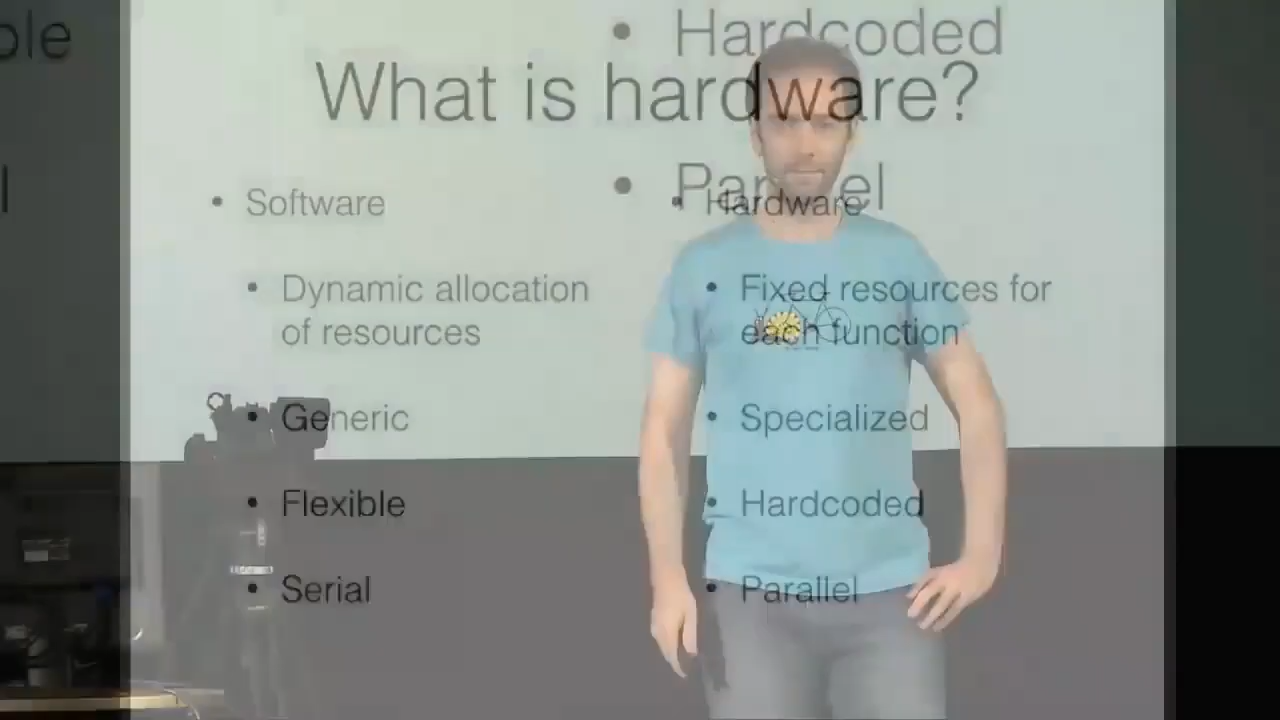 ble
Hardcoded
What is hardware?
Parallel
l
Software
Hardware
Dynamic allocation
of resources
Fixed resources for
each function
Generic
Specialized
Flexible
Hardcoded
Serial
Parallel